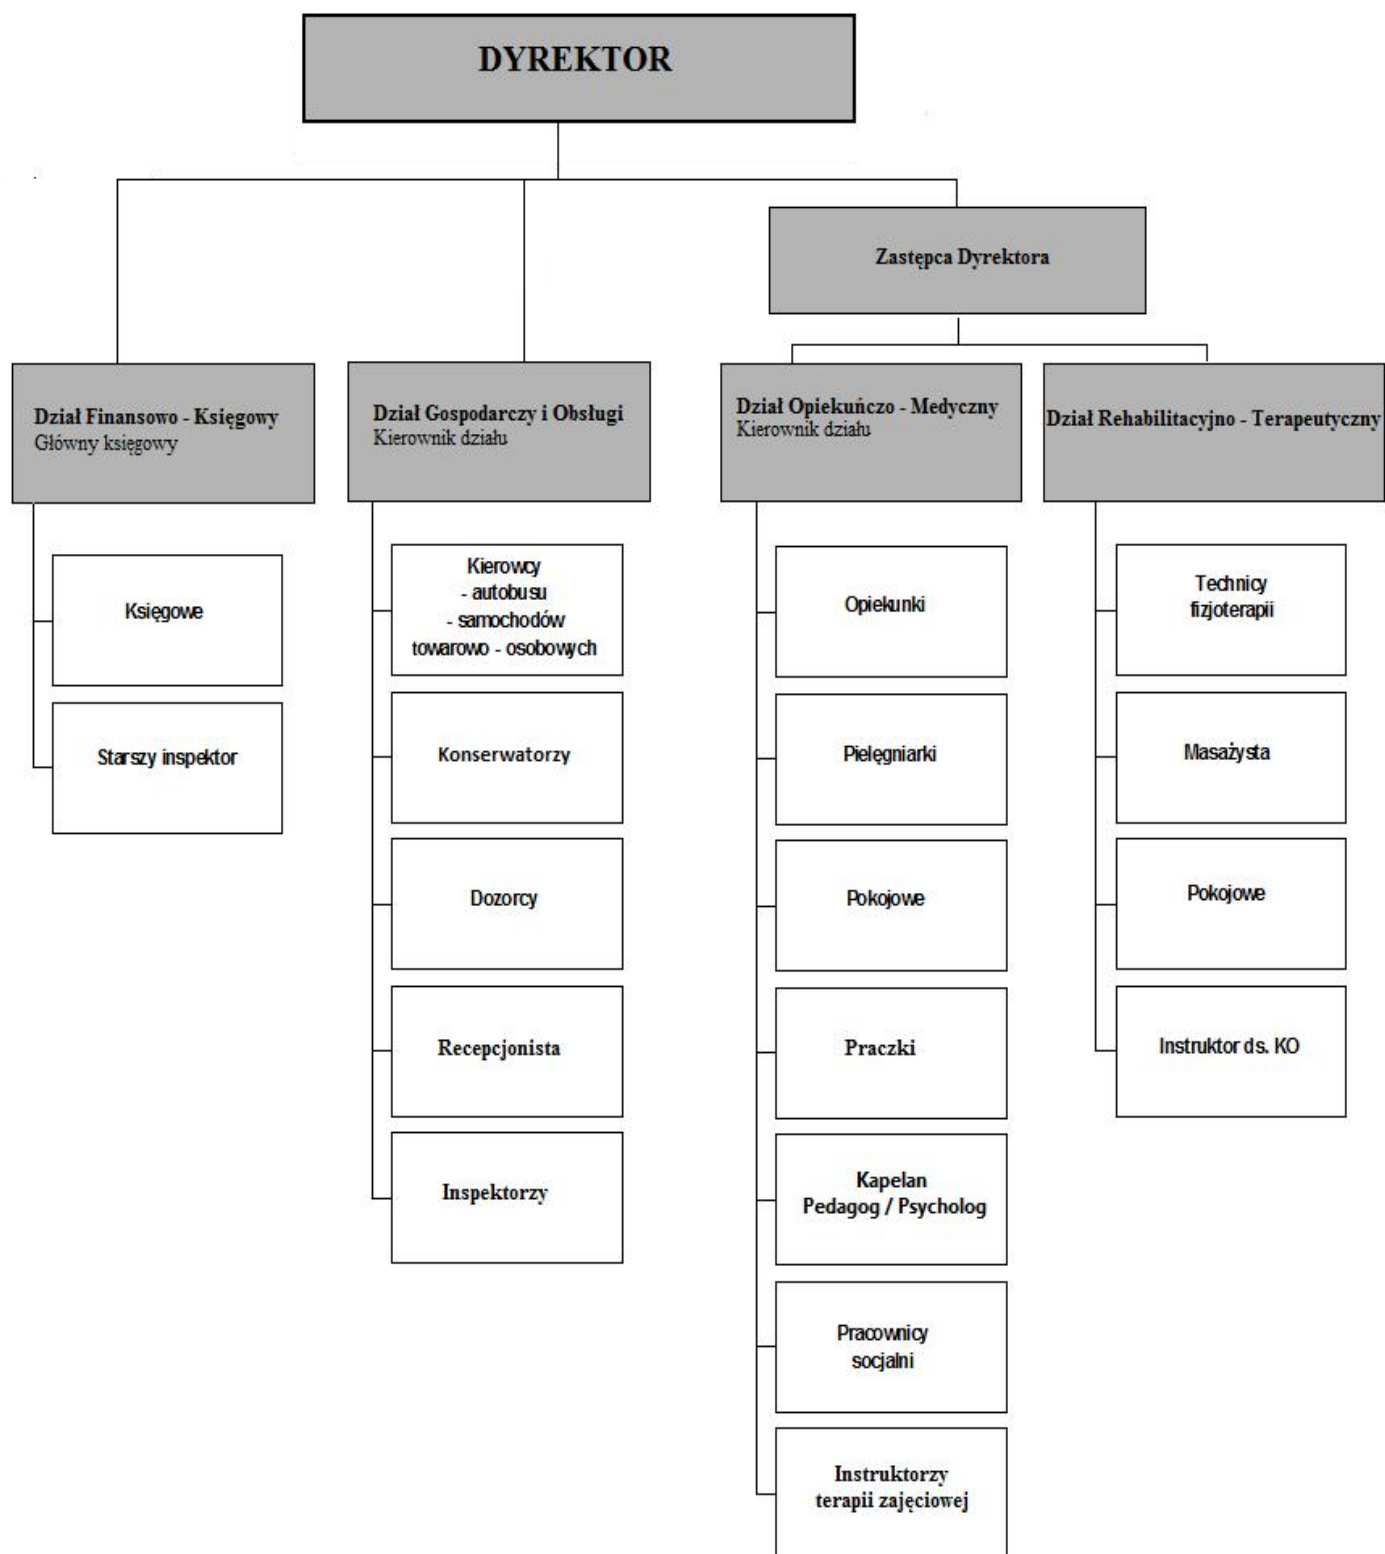 DYREKTOR
Zastępca Dyrektora
Dział Finansowo - Księgowy
Główny księgowy
Księgowe
Starszy inspektor
Dział Gospodarczy i Obsługi
Kierownik działu
Kierowcy
- autobusu
- samochodów
towarowo - osobowych
Konserwatorzy
Dozorcy
Recepcjonista
Inspektorzy
Dział Opiekuńczo - Medyczny
Kierownik działu
Opiekunki
Pielęgniarki
Pokojowe
Praczki
Kapelan
Pedagog / Psycholog
Pracownicy
socjalni
Instruktorzy
terapii zajęciowej
Dział Rehabilitacyjno - Terapeutyczny
Technicy
fizjoterapii
Masażysta
Pokojowe
Instruktor ds. KO